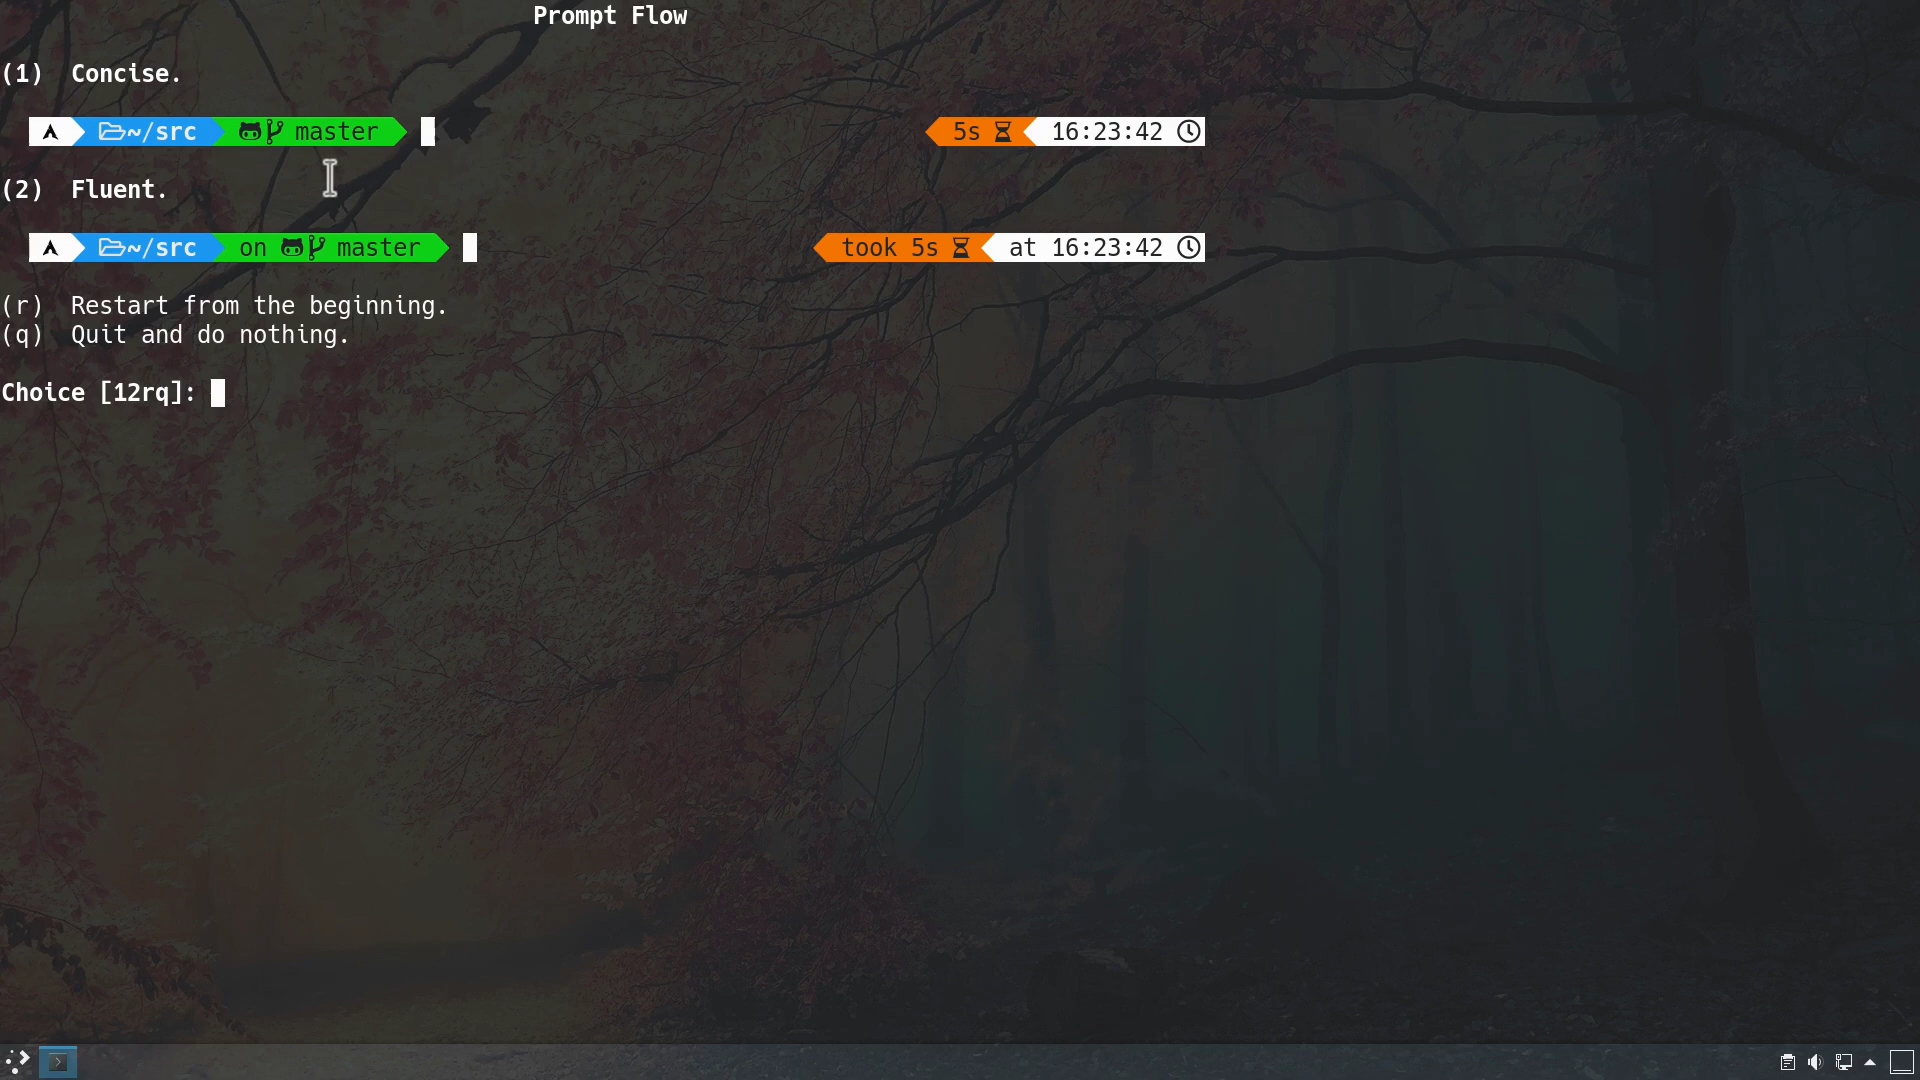 Prompt Flow
(1)  Concise.
~/src master 5s 16:23:42
(2)  Fluent.
~/src on master took 5s at 16:23:42
(r)  Restart from the beginning.
(q)  Quit and do nothing.
Choice [12rq]: